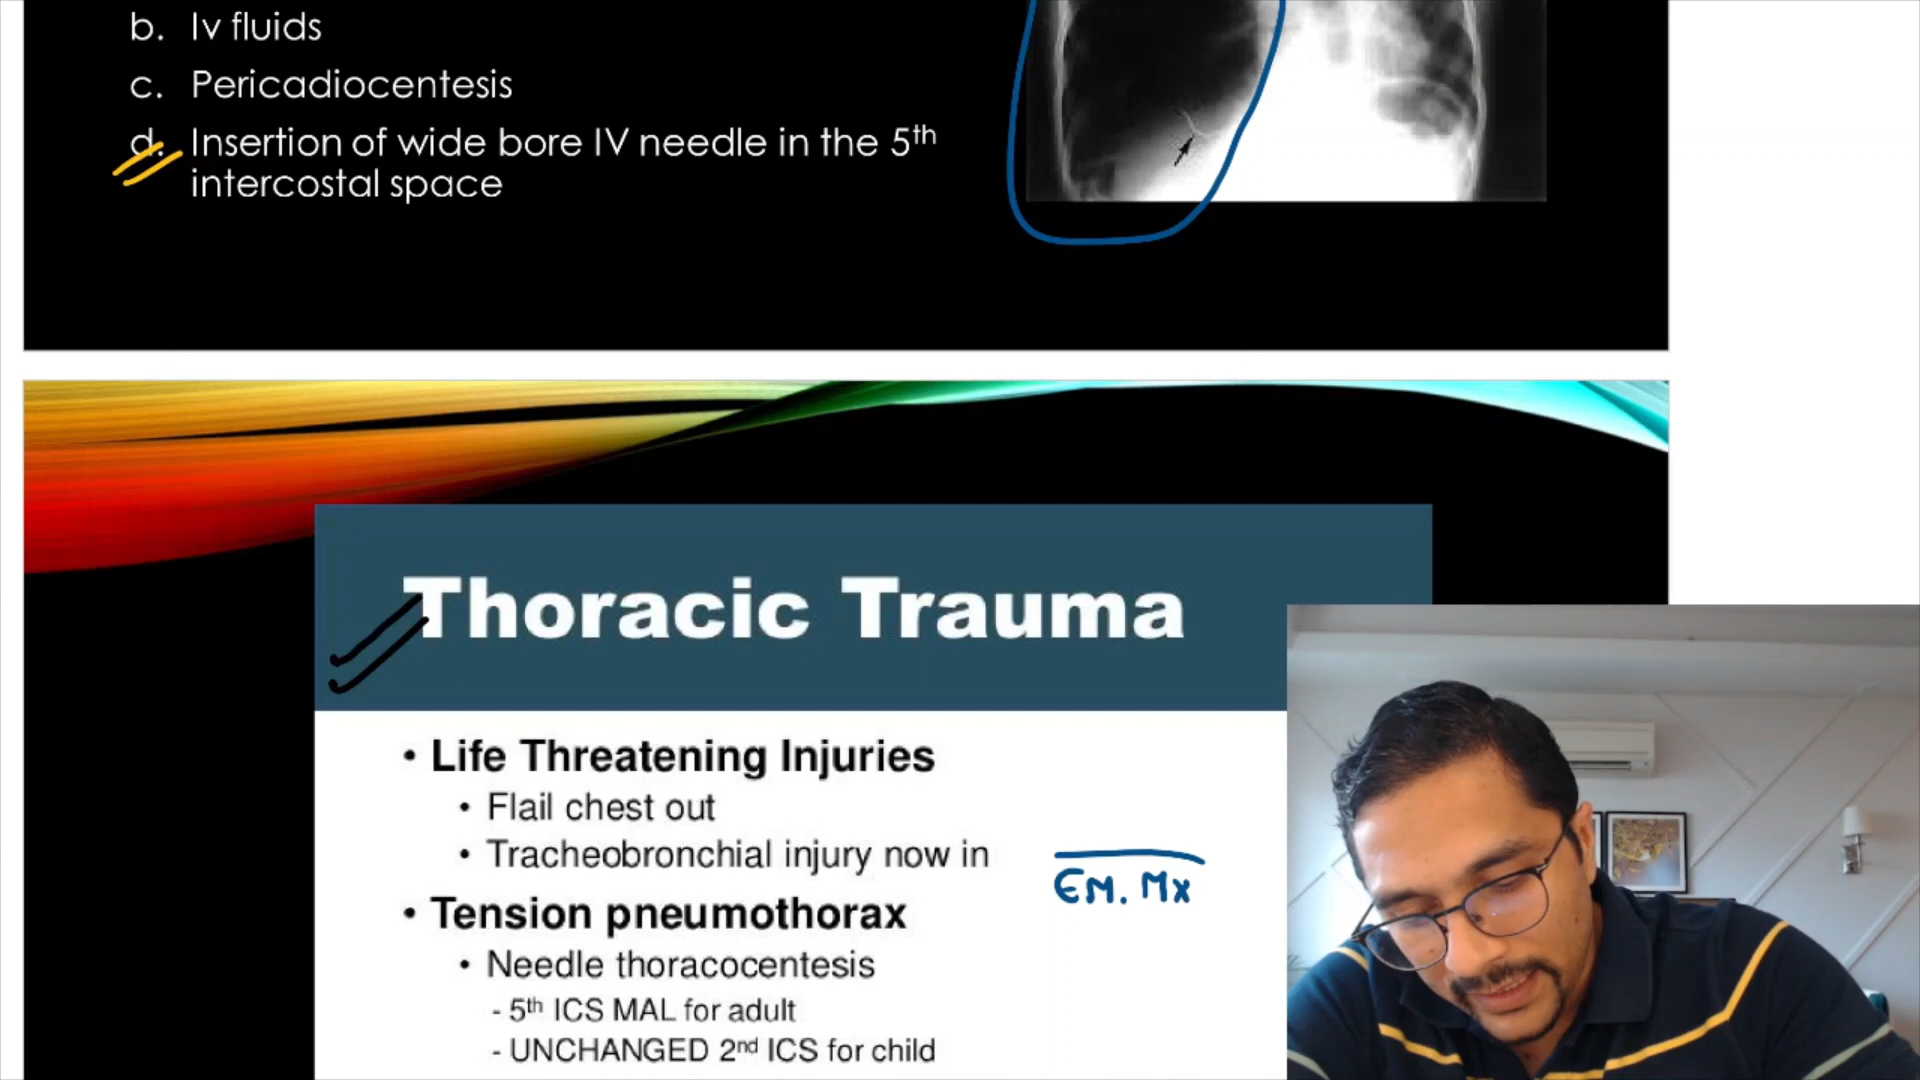 b. Iv fluids
c. Pericadiocentesis
d. Insertion of wide bore IV needle in the 5th
intercostal space
Thoracic Trauma
• Life Threatening Injuries
• Flail chest out
• Tracheobronchial injury now in
EM. Mx
• Tension pneumothorax
• Needle thoracocentesis
- 5th ICS MAL for adult
- UNCHANGED 2nd ICS for child